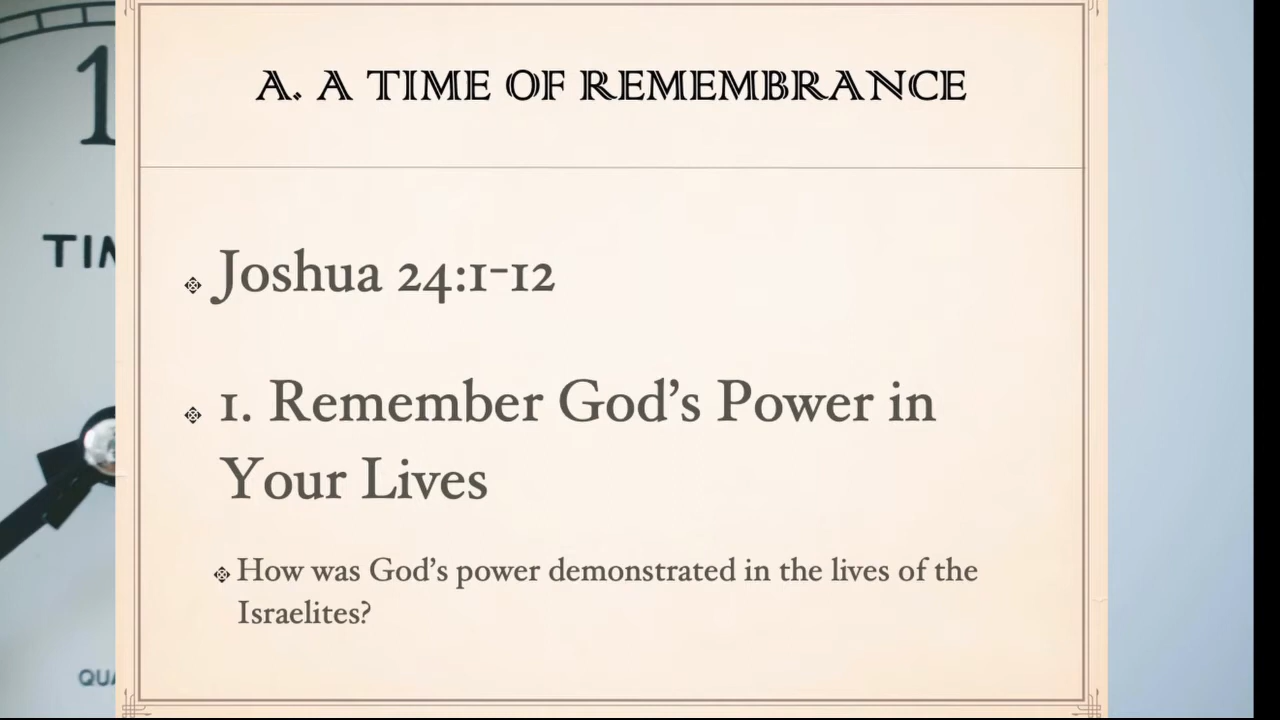 A. A TIME OF REMEMBRANCE
Joshua 24:1-12
1. Remember God's Power in
Your Lives
How was God's power demonstrated in the lives of the
Israelites?